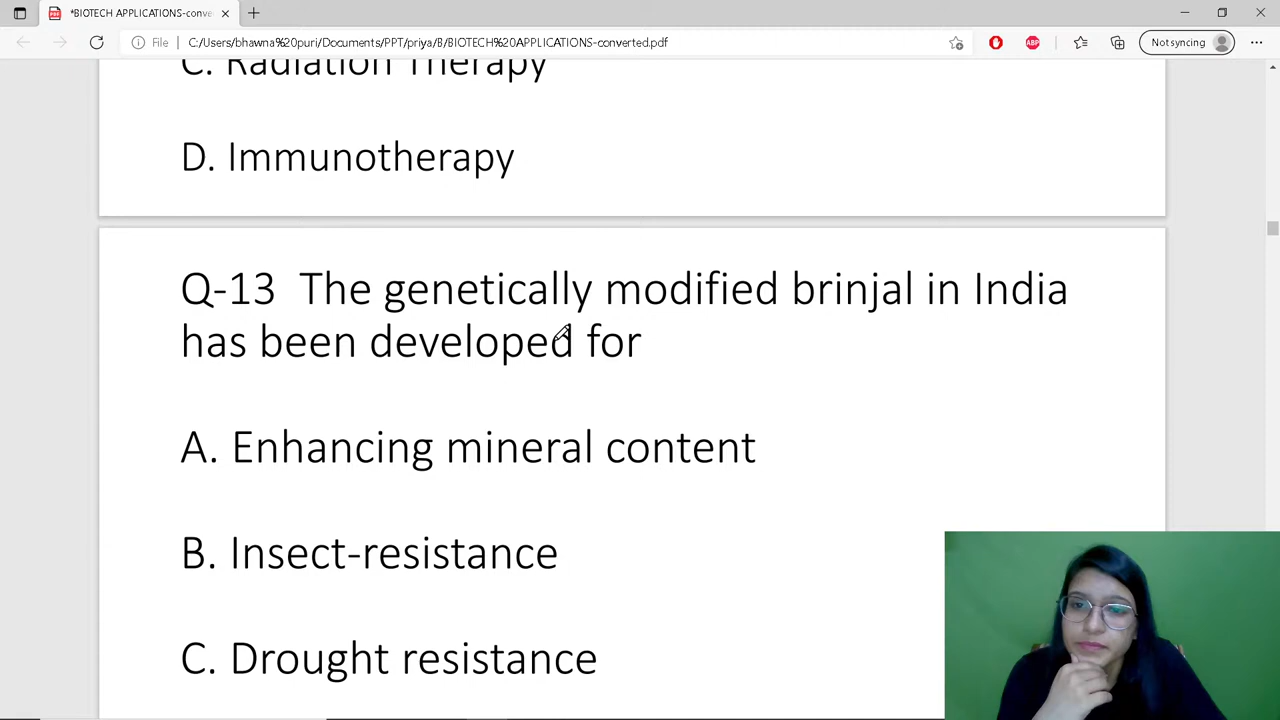 *BIOTECH APPLICATIONS-conve
File
C:/Users/bhawna%20puri/Documents/PPT/priya/B/BIOTECH%20APPLICATIONS-converted.pdf
ABP
Not syncing
C. Radiation Therapy
D. Immunotherapy
Q-13 The genetically modified brinjal in India
has been developed for
A. Enhancing mineral content
B. Insect-resistance
C. Drought resistance